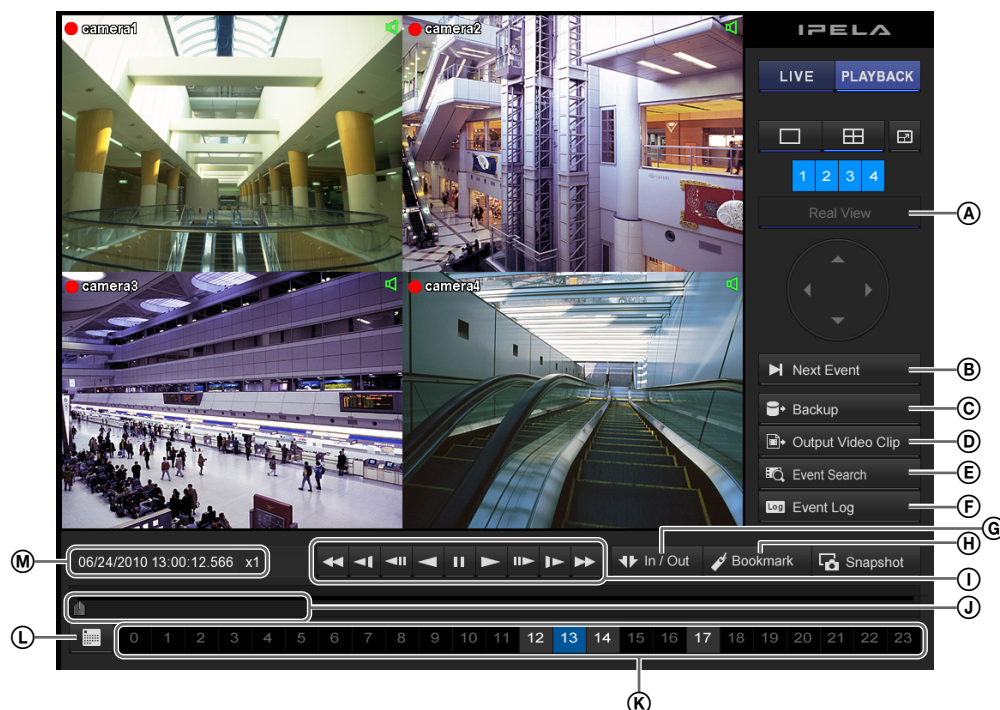 camera1
camera2
IPELA
LIVE PLAYBACK
1 2 3 4
Real View
A
camera3
camera4
Next Event
B
Backup
C
Output Video Clip
D
Event Search
E
Log Event Log
F
G
M
06/24/2010 13:00:12.566 x1
In / Out
Bookmark
Snapshot
H
I
J
L
0 1 2 3 4 5 6 7 8 9 10 11 12 13 14 15 16 17 18 19 20 21 22 23
K